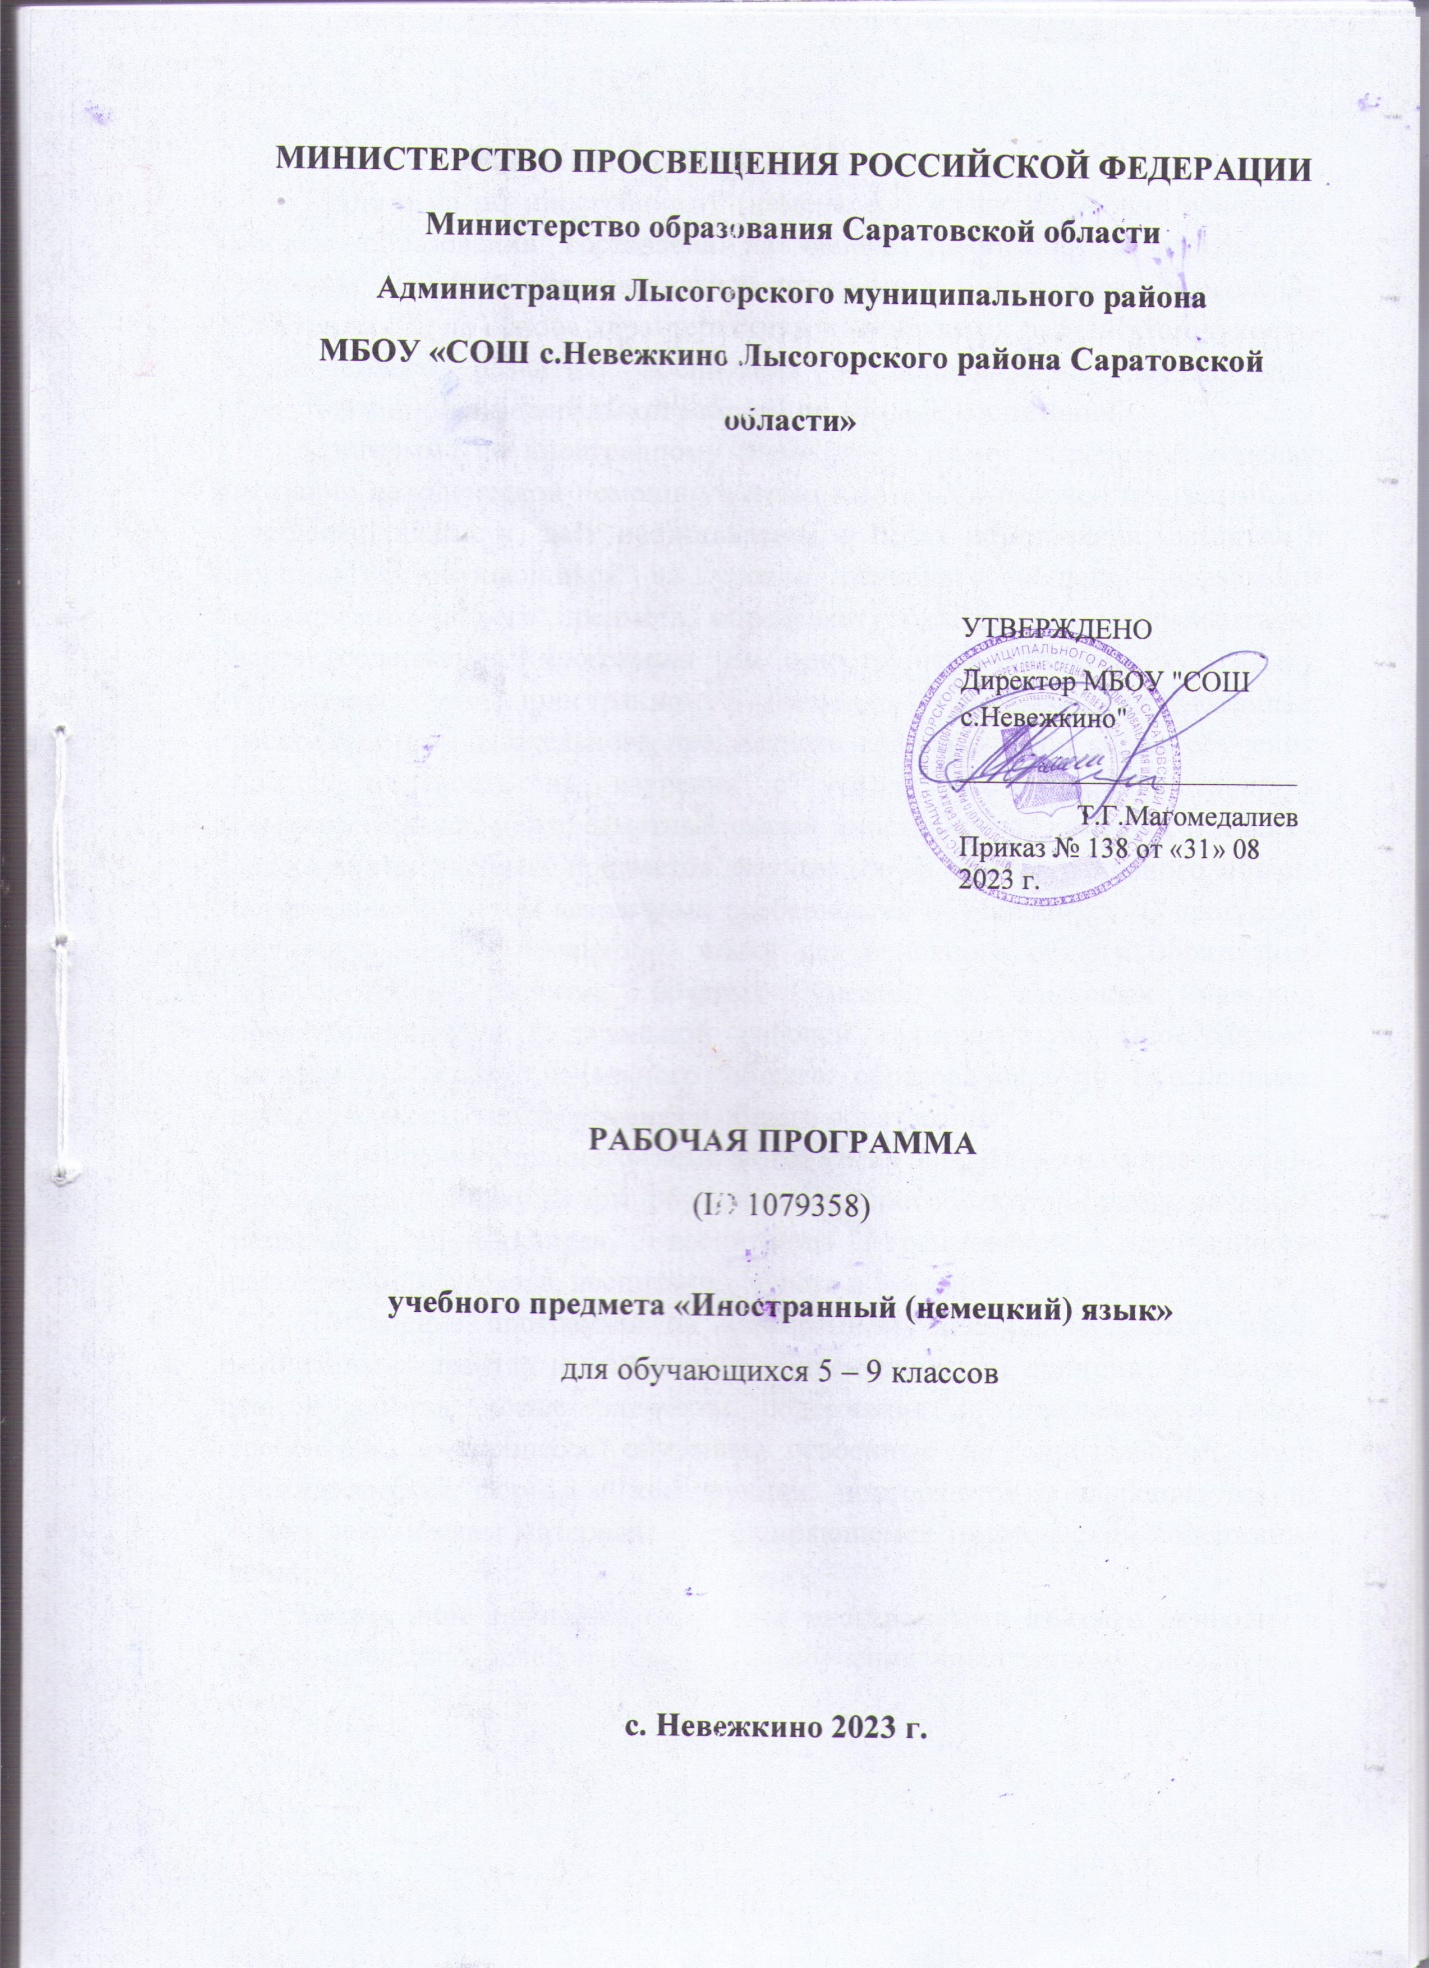 МИНИСТЕРСТВО ПРОСВЕЩЕНИЯ РОССИЙСКОЙ ФЕДЕРАЦИИ
Министерство образования Саратовской области
Администрация Лысогорского муниципального района
МБОУ «СОШ с.Невежкино Лысогорского района Саратовской
области»
УТВЕРЖДЕНО
Директор МБОУ "СОШ
с.Невежкино"
Т.Г.Магомедалиев
Приказ № 138 от «31» 08
2023 г.
РАБОЧАЯ ПРОГРАММА
(ID 1079358)
учебного предмета «Иностранный (немецкий) язык»
для обучающихся 5 – 9 классов
с. Невежкино 2023 г.